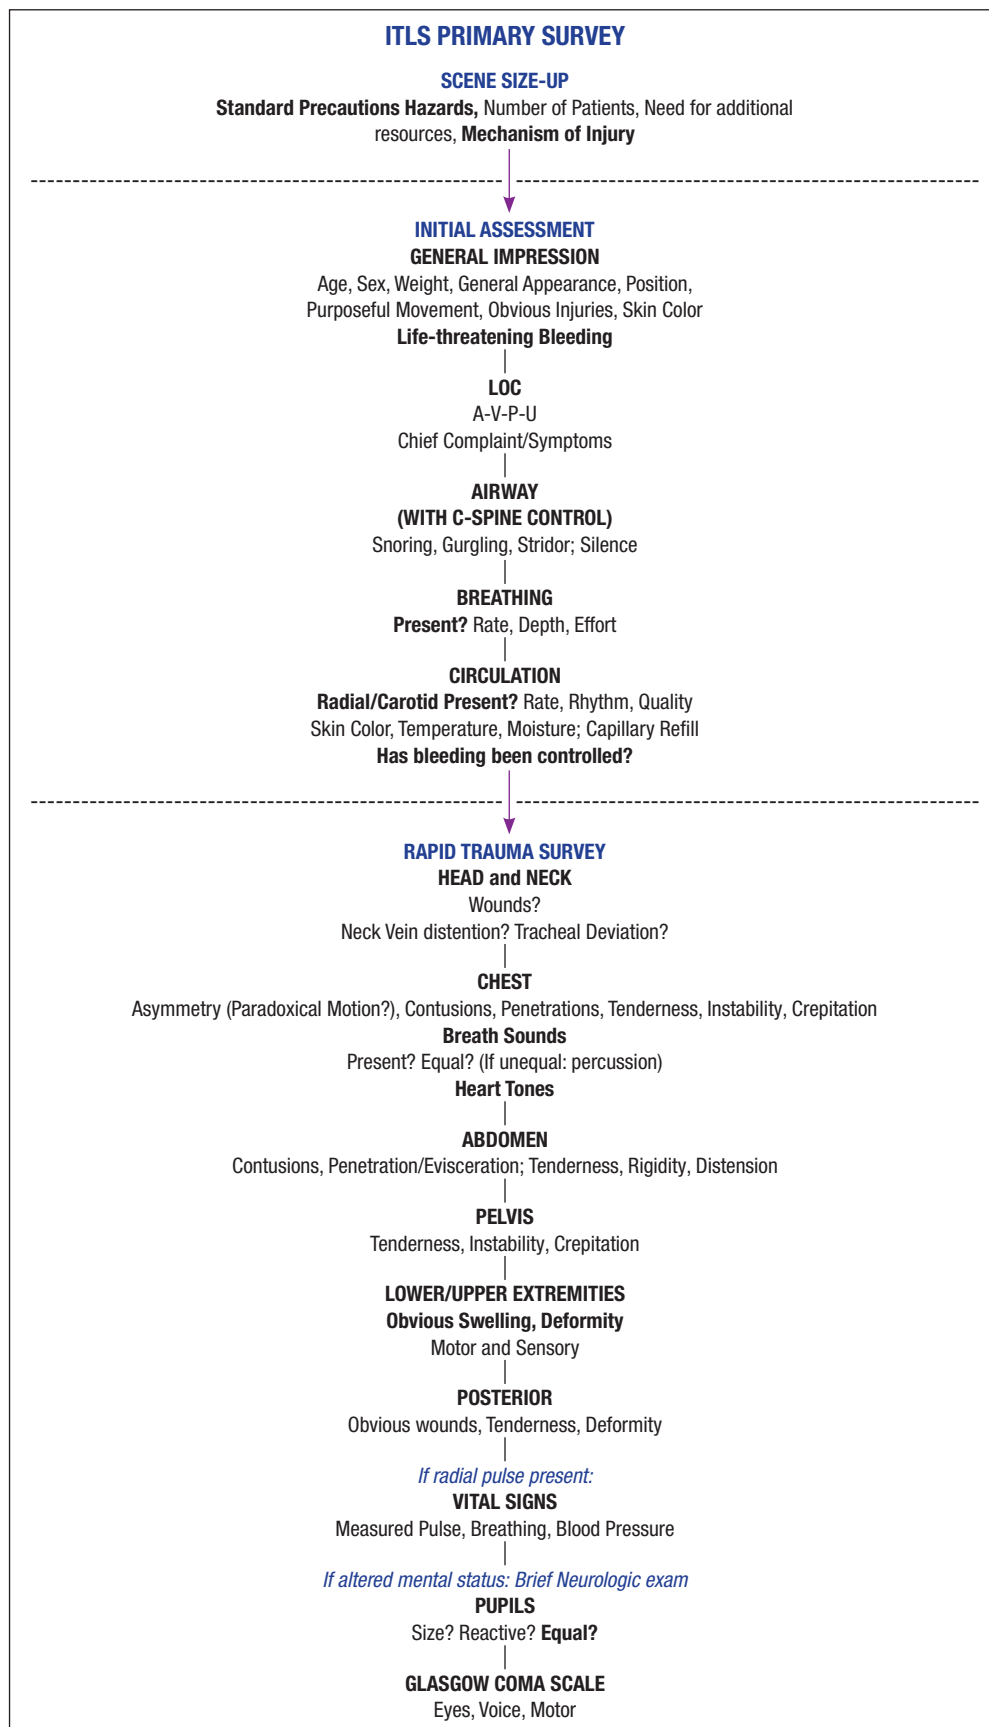 ITLS PRIMARY SURVEY
SCENE SIZE-UP
Standard Precautions Hazards, Number of Patients, Need for additional
resources, Mechanism of Injury
INITIAL ASSESSMENT
GENERAL IMPRESSION
Age, Sex, Weight, General Appearance, Position,
Purposeful Movement, Obvious Injuries, Skin Color
Life-threatening Bleeding
LOC
A-V-P-U
Chief Complaint/Symptoms
AIRWAY
(WITH C-SPINE CONTROL)
Snoring, Gurgling, Stridor; Silence
BREATHING
Present? Rate, Depth, Effort
CIRCULATION
Radial/Carotid Present? Rate, Rhythm, Quality
Skin Color, Temperature, Moisture; Capillary Refill
Has bleeding been controlled?
RAPID TRAUMA SURVEY
HEAD and NECK
Wounds?
Neck Vein distention? Tracheal Deviation?
CHEST
Asymmetry (Paradoxical Motion?), Contusions, Penetrations, Tenderness, Instability, Crepitation
Breath Sounds
Present? Equal? (If unequal: percussion)
Heart Tones
ABDOMEN
Contusions, Penetration/Evisceration; Tenderness, Rigidity, Distension
PELVIS
Tenderness, Instability, Crepitation
LOWER/UPPER EXTREMITIES
Obvious Swelling, Deformity
Motor and Sensory
POSTERIOR
Obvious wounds, Tenderness, Deformity
If radial pulse present:
VITAL SIGNS
Measured Pulse, Breathing, Blood Pressure
If altered mental status: Brief Neurologic exam
PUPILS
Size? Reactive? Equal?
GLASGOW COMA SCALE
Eyes, Voice, Motor